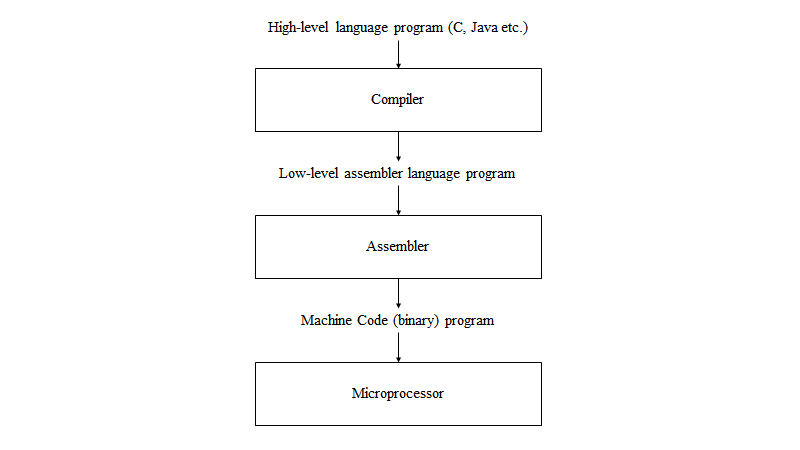 High-level language program (C, Java etc.)
Compiler
Low-level assembler language program
Assembler
Machine Code (binary) program
Microprocessor